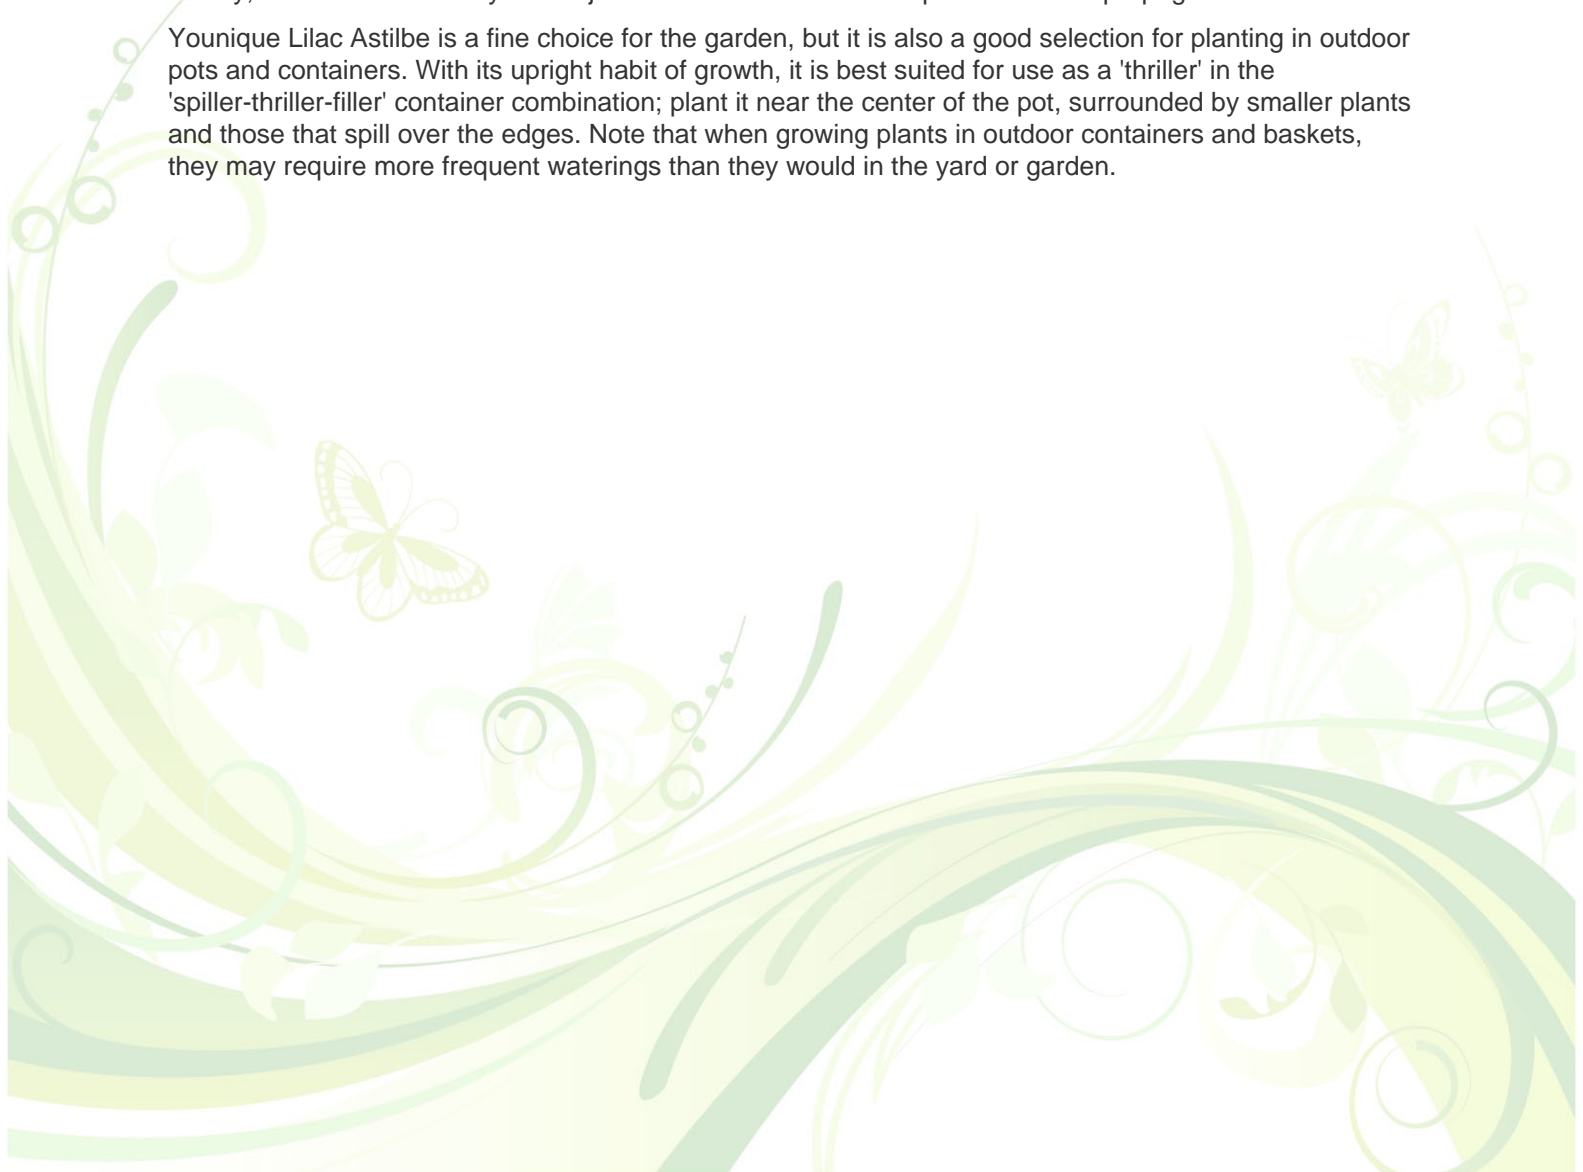 Younique Lilac Astilbe is a fine choice for the garden, but it is also a good selection for planting in outdoor
pots and containers. With its upright habit of growth, it is best suited for use as a 'thriller' in the
'spiller-thriller-filler' container combination; plant it near the center of the pot, surrounded by smaller plants
and those that spill over the edges. Note that when growing plants in outdoor containers and baskets,
they may require more frequent waterings than they would in the yard or garden.